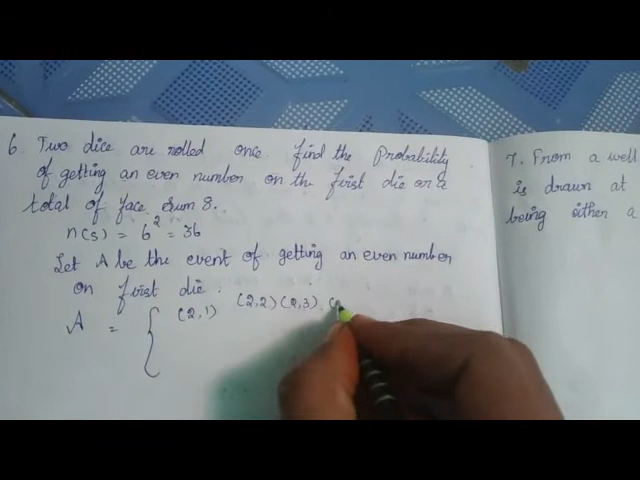 6. Two dice are rolled once. find the Probability
of getting an even number on the first die or a
total of face Sum 8.
n(s) = 6² = 36
Let A be the event of getting an even number
on first die.
A = { (2,1) (2,2) (2,3), (
7. From a well
is drawn at
being either a